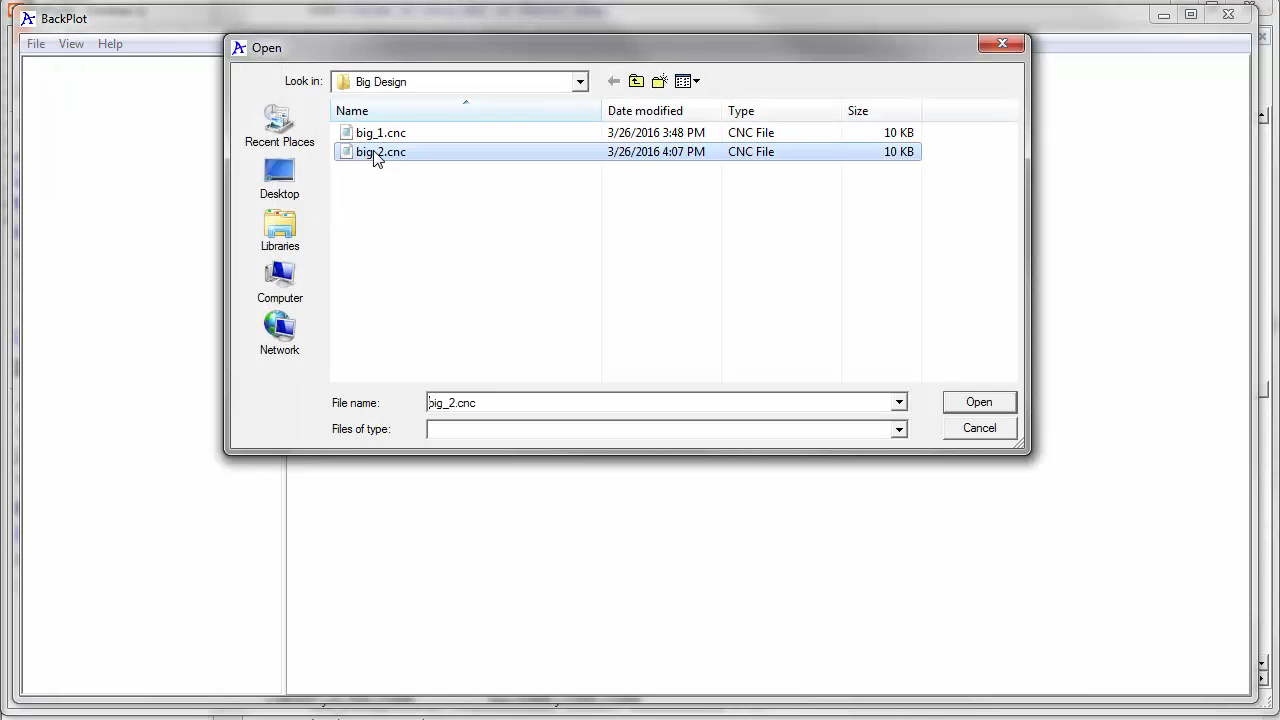 BackPlot
File View Help
Open
Look in: Big Design
Name Date modified Type Size
big_1.cnc 3/26/2016 3:48 PM CNC File 10 KB
big_2.cnc 3/26/2016 4:07 PM CNC File 10 KB
Recent Places
Desktop
Libraries
Computer
Network
File name: big_2.cnc Open
Files of type: Cancel